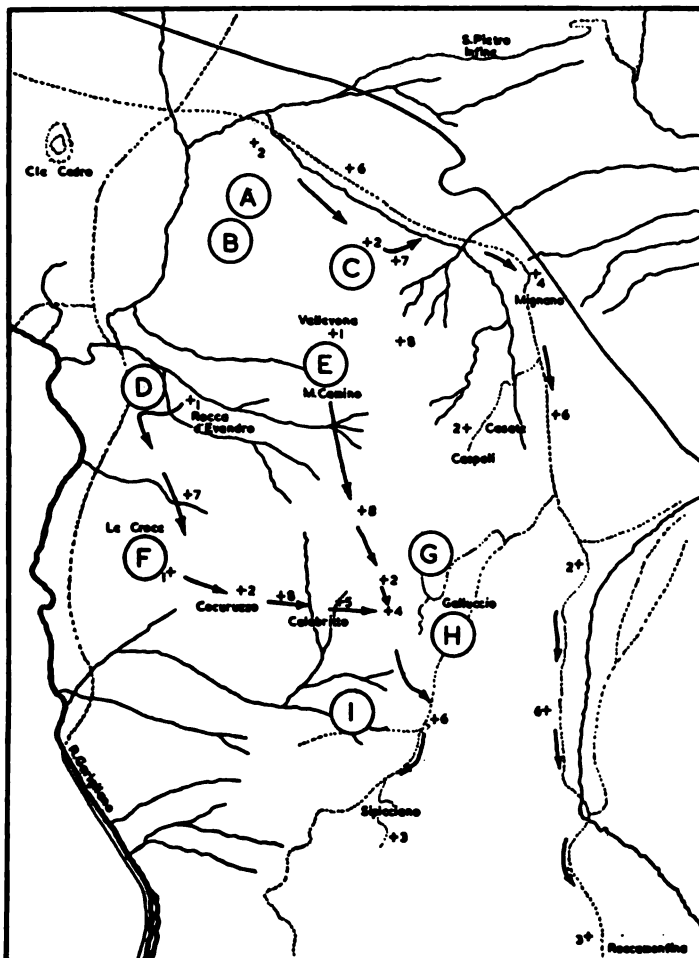 S. Pietro
Infine
+2
Cle Cedro
+6
A
B
C
+2
+7
+4
Mignano
Vallevona
+1
+8
E
M. Camino
D
+1
Rocca
d'Evandro
+6
2+
Caspoli
+7
+8
Le Croce
F
1+
G
2+
+2
Cocuruzzo
+8
+5
Calabritto
+2
+4
Galluccio
H
I
+6
6+
R. Garigliano
Sipicciano
+3
3+
Roccamonfina